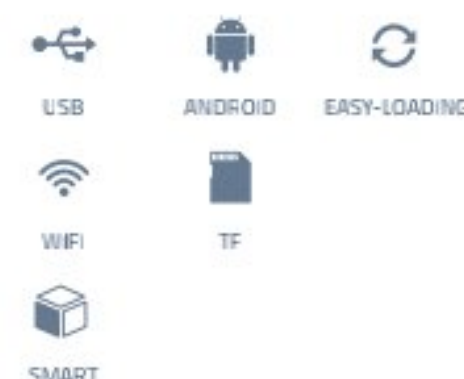 USB
ANDROID
EASY-LOADING
WIFI
TF
SMART